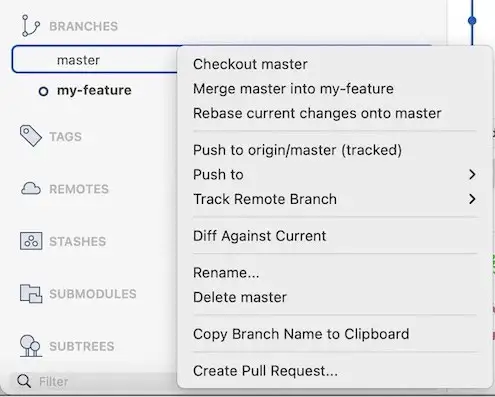 BRANCHES
master
my-feature
TAGS
REMOTES
STASHES
SUBMODULES
SUBTREES
Filter
Checkout master
Merge master into my-feature
Rebase current changes onto master
Push to origin/master (tracked)
Push to
Track Remote Branch
Diff Against Current
Rename...
Delete master
Copy Branch Name to Clipboard
Create Pull Request...